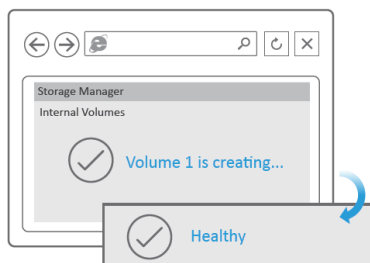 Storage Manager
Internal Volumes
Volume 1 is creating...
Healthy